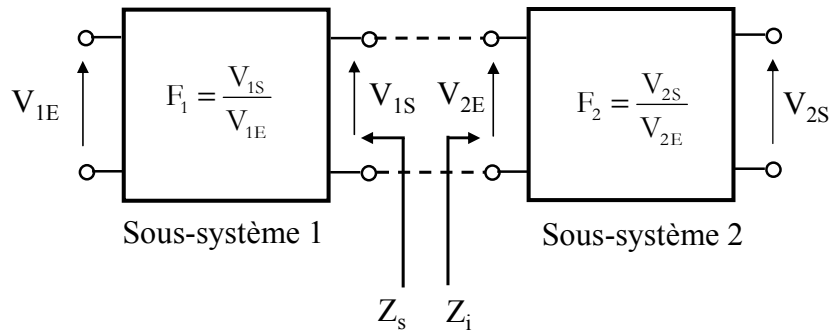 V₁E
F₁ = V₁S / V₁E
V₁S
V₂E
F₂ = V₂S / V₂E
V₂S
Sous-système 1
Sous-système 2
Zₛ
Zᵢ